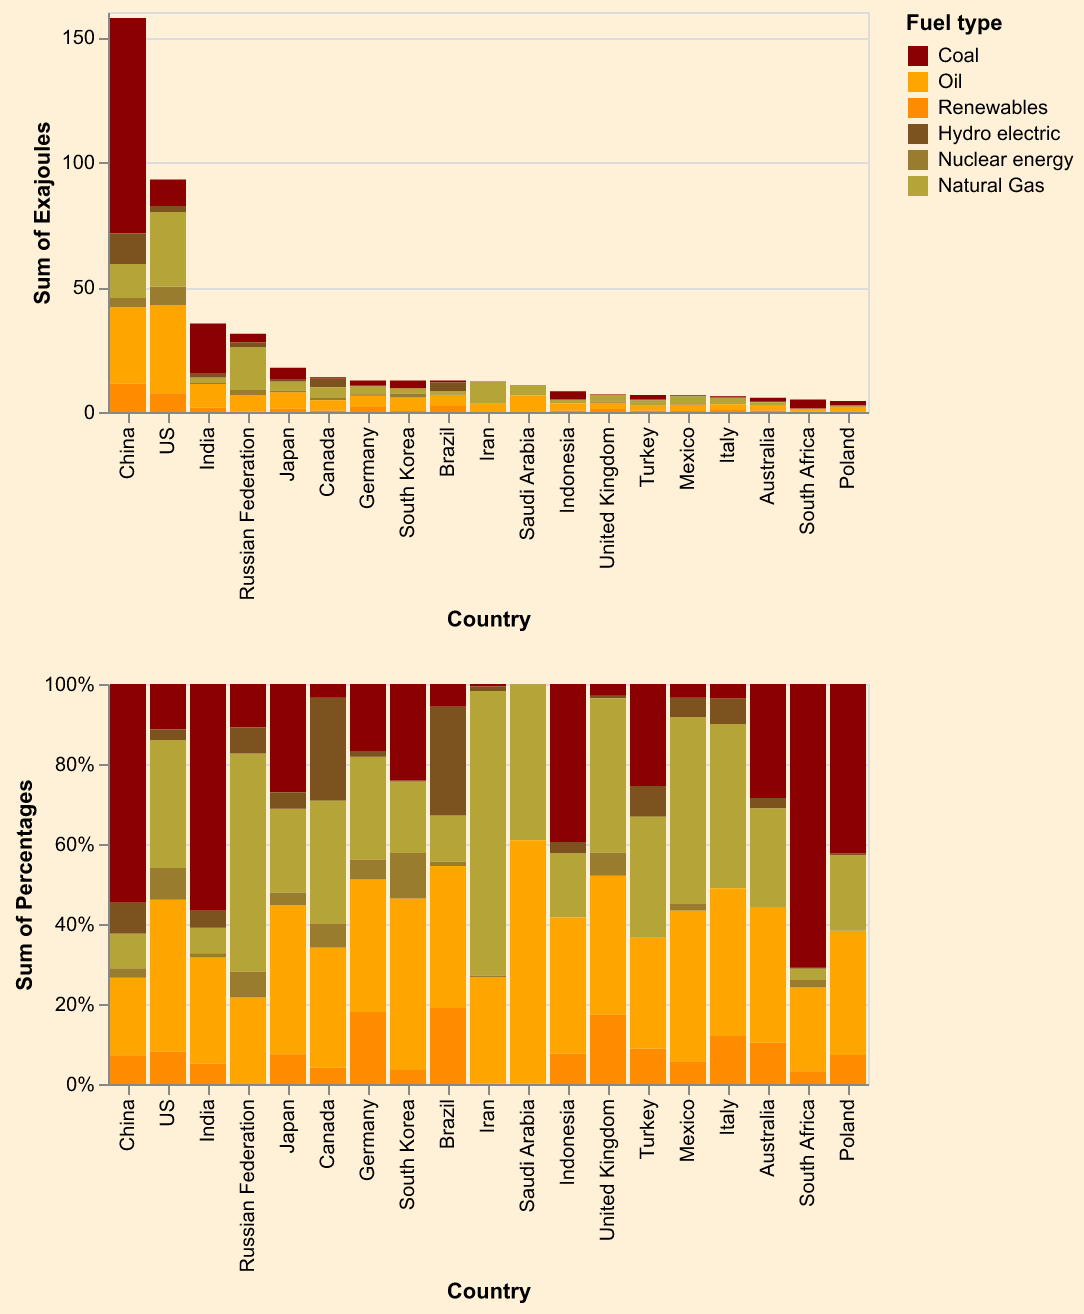 Fuel type
Coal
Oil
Renewables
Hydro electric
Nuclear energy
Natural Gas
Sum of Exajoules
150
100
50
0
China
US
India
Russian Federation
Japan
Canada
Germany
South Korea
Brazil
Iran
Saudi Arabia
Indonesia
United Kingdom
Turkey
Mexico
Italy
Australia
South Africa
Poland
Country
Sum of Percentages
100%
80%
60%
40%
20%
0%
China
US
India
Russian Federation
Japan
Canada
Germany
South Korea
Brazil
Iran
Saudi Arabia
Indonesia
United Kingdom
Turkey
Mexico
Italy
Australia
South Africa
Poland
Country